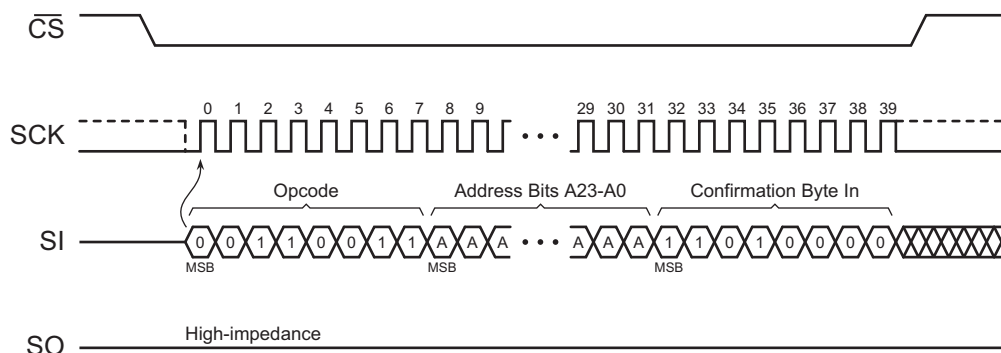 CS
0 1 2 3 4 5 6 7 8 9 29 30 31 32 33 34 35 36 37 38 39
SCK
Opcode Address Bits A23-A0 Confirmation Byte In
SI 0 0 1 1 0 0 1 1 A A A A A A 1 1 0 1 0 0 0 0
MSB MSB MSB
High-impedance
SO